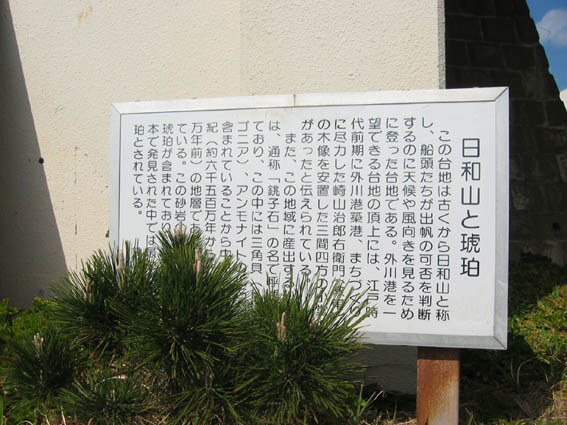 日和山と琥珀
この台地は古くから日和山と称
し、船頭たちが出帆の可否を判断
するのに天候や風向きを見るため
に登った台地である。外川港を一
望できる台地の頂上には、江戸時
代前期に外川港築港、まちづくり
に尽力した崎山治郎右衛門
の木像を安置した三間四方の
があったと伝えられている
また、この地域に産出する
は、通称「銚子石」の名で呼
ており、この中には三角貝
ゴニア）、アンモナイト
含まれていることから中
紀（約六千五百万年か
万年前）の地層であ
ている。この砂岩
琥珀が含まれており
本で発見された中では
珀とされている。